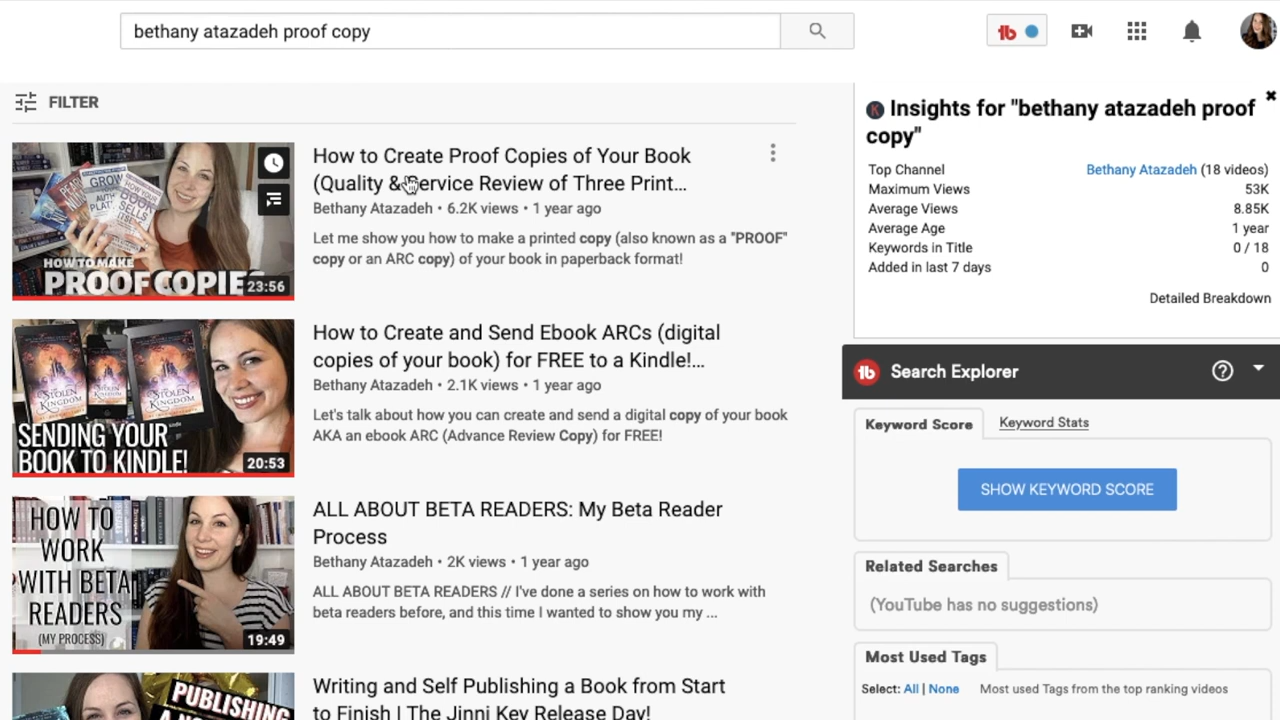 bethany atazadeh proof copy
FILTER
HOW TO MAKE
PROOF COPIE
23:56
How to Create Proof Copies of Your Book
(Quality & Service Review of Three Print...
Bethany Atazadeh • 6.2K views • 1 year ago
Let me show you how to make a printed copy (also known as a "PROOF"
copy or an ARC copy) of your book in paperback format!
STOLEN
KINGDOM
STOLEN
KINGDOM
SENDING YOUR
BOOK TO KINDLE!
20:53
How to Create and Send Ebook ARCs (digital
copies of your book) for FREE to a Kindle!...
Bethany Atazadeh • 2.1K views • 1 year ago
Let's talk about how you can create and send a digital copy of your book
AKA an ebook ARC (Advance Review Copy) for FREE!
HOW TO
WORK
WITH BETA
READERS
(MY PROCESS)
19:49
ALL ABOUT BETA READERS: My Beta Reader
Process
Bethany Atazadeh • 2K views • 1 year ago
ALL ABOUT BETA READERS // I've done a series on how to work with
beta readers before, and this time I wanted to show you my ...
PUBLISHING
Writing and Self Publishing a Book from Start
to Finish | The Jinni Key Release Day!
Insights for "bethany atazadeh proof
copy"
Top Channel Bethany Atazadeh (18 videos)
Maximum Views 53K
Average Views 8.85K
Average Age 1 year
Keywords in Title 0 / 18
Added in last 7 days 0
Detailed Breakdown
Search Explorer
Keyword Score Keyword Stats
SHOW KEYWORD SCORE
Related Searches
(YouTube has no suggestions)
Most Used Tags
Select: All | None Most used Tags from the top ranking videos